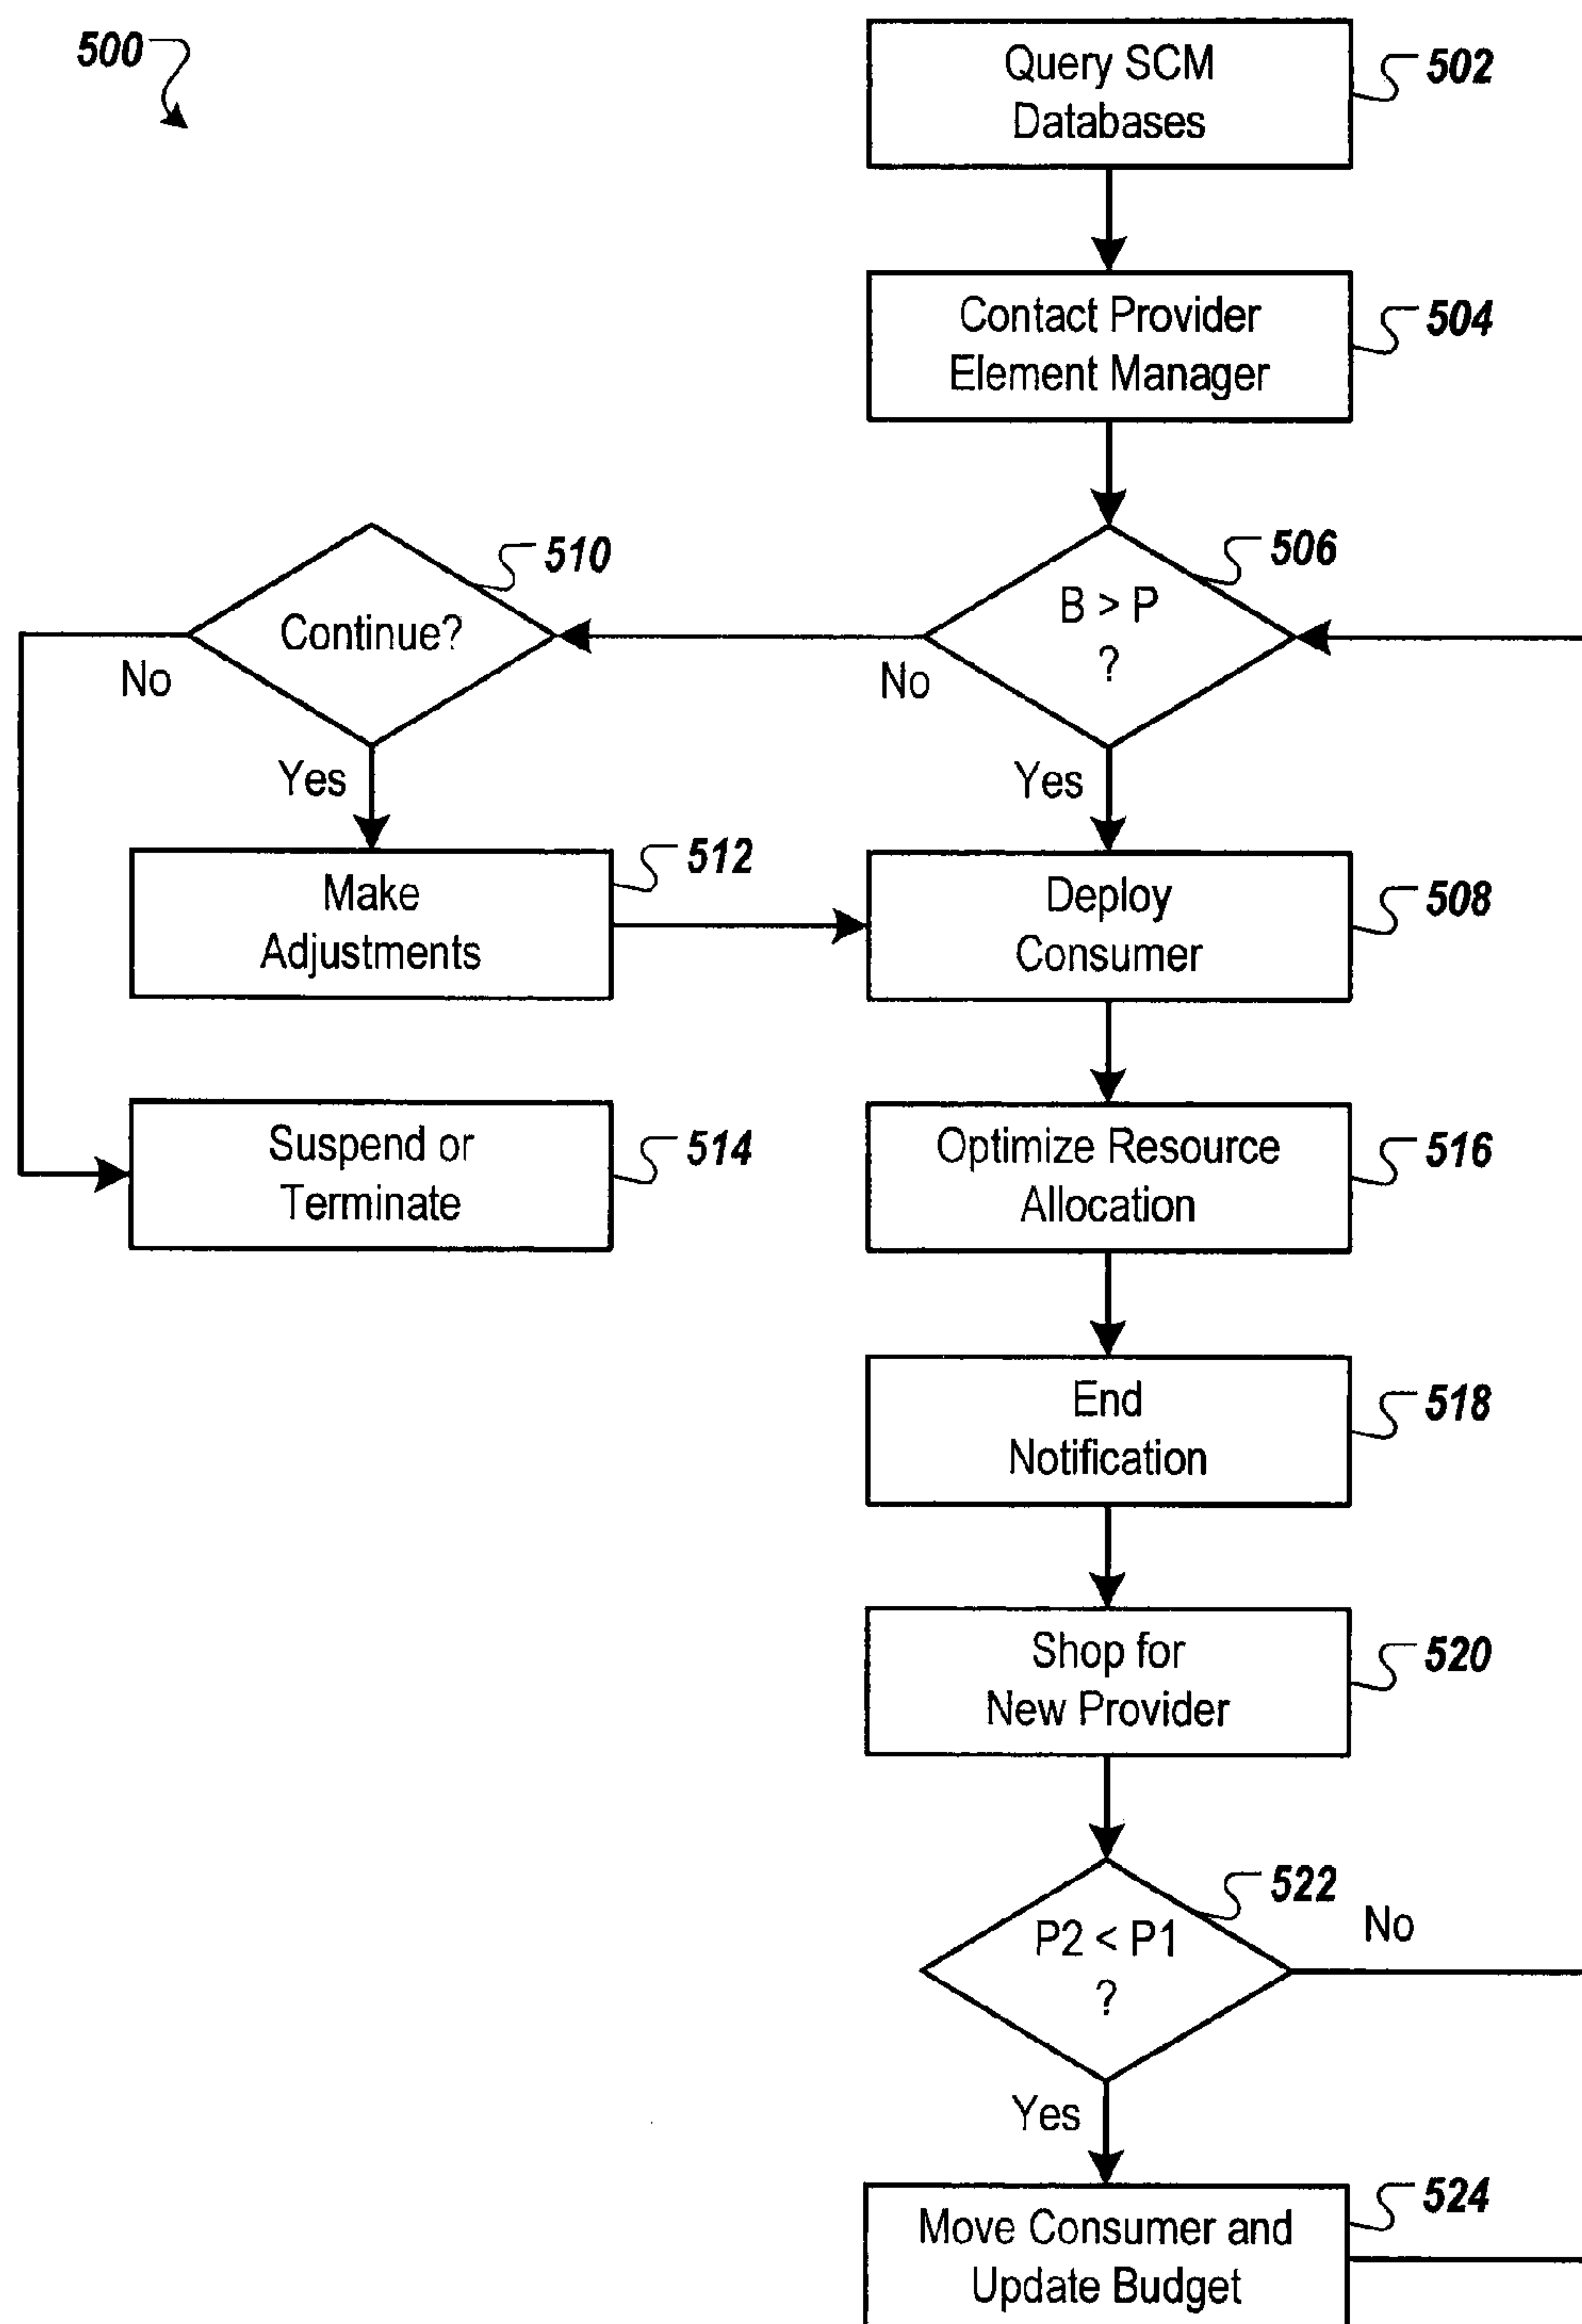 500
Query SCM
Databases
502
Contact Provider
Element Manager
504
510
Continue?
No
Yes
506
B > P
?
No
Yes
Make
Adjustments
512
Deploy
Consumer
508
Suspend or
Terminate
514
Optimize Resource
Allocation
516
End
Notification
518
Shop for
New Provider
520
522
P2 < P1
?
No
Yes
Move Consumer and
Update Budget
524